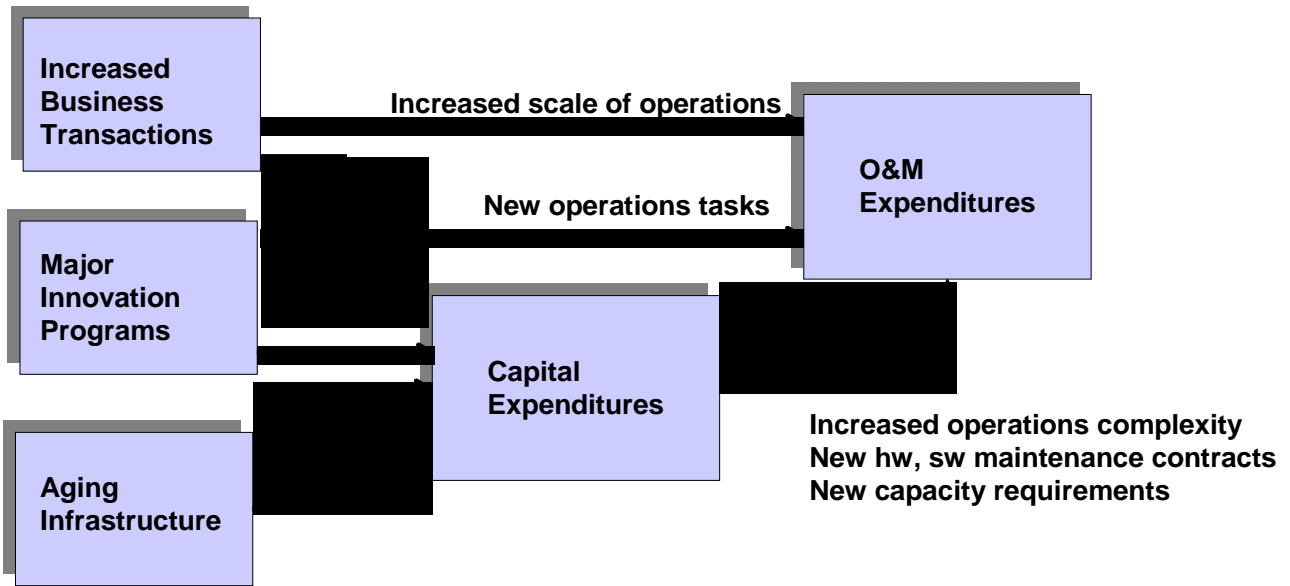 Increased
Business
Transactions
Increased scale of operations
O&M
Expenditures
New operations tasks
Major
Innovation
Programs
Capital
Expenditures
Increased operations complexity
New hw, sw maintenance contracts
New capacity requirements
Aging
Infrastructure